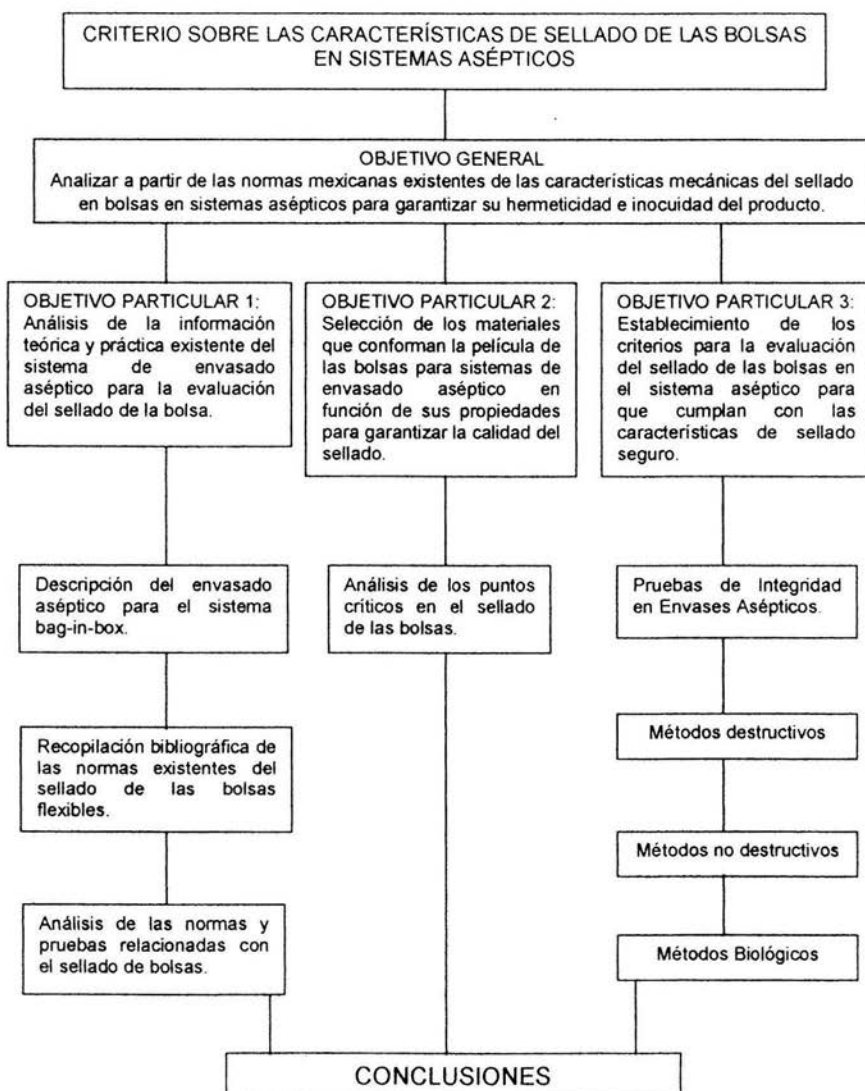 CRITERIO SOBRE LAS CARACTERÍSTICAS DE SELLADO DE LAS BOLSAS
EN SISTEMAS ASÉPTICOS
OBJETIVO GENERAL
Analizar a partir de las normas mexicanas existentes de las características mecánicas del sellado
en bolsas en sistemas asépticos para garantizar su hermeticidad e inocuidad del producto.
OBJETIVO PARTICULAR 1:
Análisis de la información
teórica y práctica existente del
sistema de envasado
aséptico para la evaluación
del sellado de la bolsa.
OBJETIVO PARTICULAR 2:
Selección de los materiales
que conforman la película de
las bolsas para sistemas de
envasado aséptico en
función de sus propiedades
para garantizar la calidad del
sellado.
OBJETIVO PARTICULAR 3:
Establecimiento de los
criterios para la evaluación
del sellado de las bolsas en
el sistema aséptico para
que cumplan con las
características de sellado
seguro.
Descripción del envasado
aséptico para el sistema
bag-in-box.
Análisis de los puntos
críticos en el sellado
de las bolsas.
Pruebas de Integridad
en Envases Asépticos.
Recopilación bibliográfica de
las normas existentes del
sellado de las bolsas
flexibles.
Métodos destructivos
Métodos no destructivos
Análisis de las normas y
pruebas relacionadas con
el sellado de bolsas.
Métodos Biológicos
CONCLUSIONES